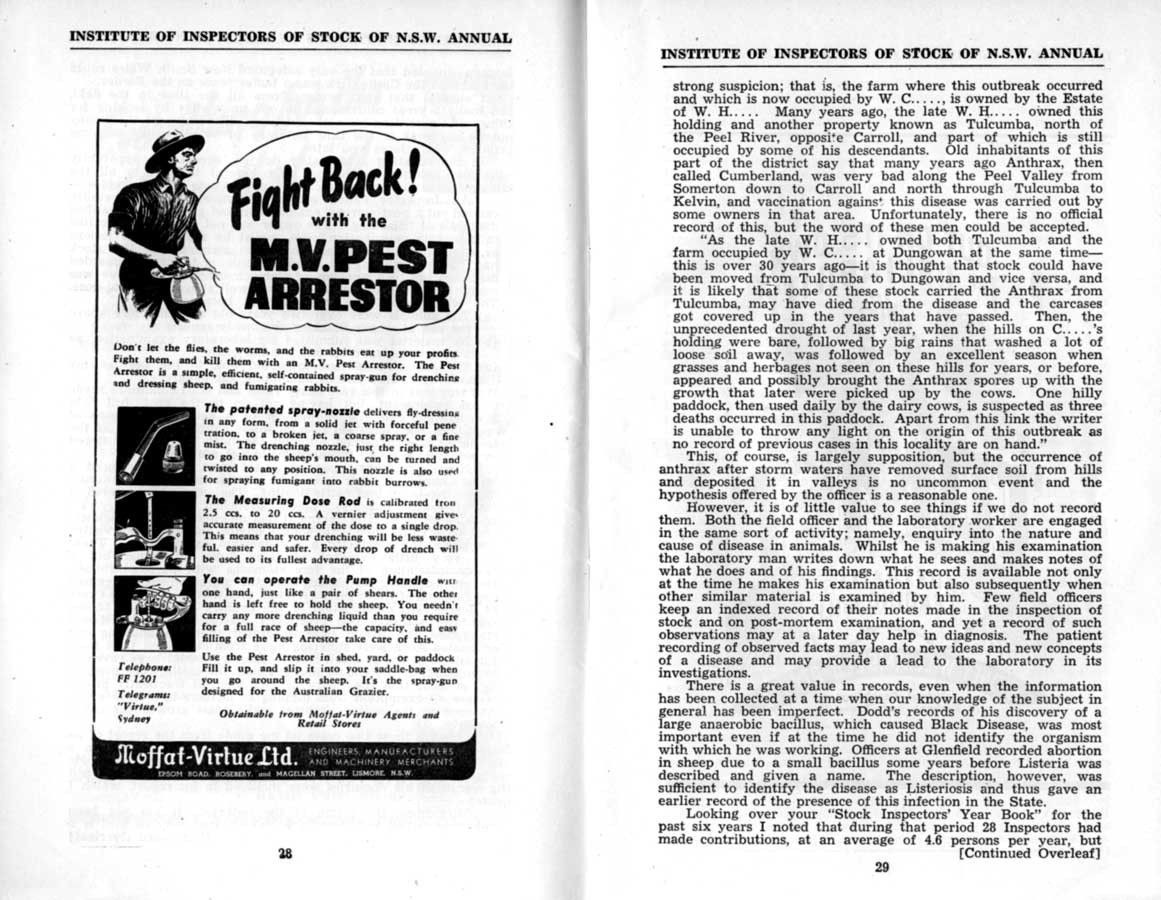 INSTITUTE OF INSPECTORS OF STOCK OF N.S.W. ANNUAL
Fight Back!
with the
M.V. PEST
ARRESTOR
Don't let the flies, the worms, and the rabbits eat up your profits.
Fight them, and kill them with an M.V. Pest Arrestor. The Pest
Arrestor is a simple, efficient, self-contained spray-gun for drenching
and dressing sheep, and fumigating rabbits.
The patented spray-nozzle delivers fly-dressing
in any form, from a solid jet with forceful pene
tration, to a broken jet, a coarse spray, or a fine
mist. The drenching nozzle, just the right length
to go into the sheep's mouth, can be turned and
twisted to any position. This nozzle is also used
for spraying fumigant into rabbit burrows.
The Measuring Dose Rod is calibrated from
2.5 ccs. to 20 ccs. A vernier adjustment gives
accurate measurement of the dose to a single drop.
This means that your drenching will be less waste-
ful, easier and safer. Every drop of drench will
be used to its fullest advantage.
You can operate the Pump Handle with
one hand, just like a pair of shears. The other
hand is left free to hold the sheep. You needn't
carry any more drenching liquid than you require
for a full race of sheep—the capacity, and easy
filling of the Pest Arrestor take care of this.
Use the Pest Arrestor in shed, yard, or paddock
Fill it up, and slip it into your saddle-bag when
you go around the sheep. It's the spray-gun
designed for the Australian Grazier.
Telephone:
FF 1201
Telegrams:
"Virtue,"
Sydney
Obtainable from Moffat-Virtue Agents and
Retail Stores
Moffat-Virtue Ltd. ENGINEERS, MANUFACTURERS
AND MACHINERY MERCHANTS
EPSOM ROAD, ROSEBERY, and MAGELLAN STREET, LISMORE, N.S.W.
28
INSTITUTE OF INSPECTORS OF STOCK OF N.S.W. ANNUAL
strong suspicion; that is, the farm where this outbreak occurred
and which is now occupied by W. C....., is owned by the Estate
of W. H..... Many years ago, the late W. H..... owned this
holding and another property known as Tulcumba, north of
the Peel River, opposite Carroll, and part of which is still
occupied by some of his descendants. Old inhabitants of this
part of the district say that many years ago Anthrax, then
called Cumberland, was very bad along the Peel Valley from
Somerton down to Carroll and north through Tulcumba to
Kelvin, and vaccination against this disease was carried out by
some owners in that area. Unfortunately, there is no official
record of this, but the word of these men could be accepted.
"As the late W. H..... owned both Tulcumba and the
farm occupied by W. C..... at Dungowan at the same time—
this is over 30 years ago—it is thought that stock could have
been moved from Tulcumba to Dungowan and vice versa, and
it is likely that some of these stock carried the Anthrax from
Tulcumba, may have died from the disease and the carcases
got covered up in the years that have passed. Then, the
unprecedented drought of last year, when the hills on C.....'s
holding were bare, followed by big rains that washed a lot of
loose soil away, was followed by an excellent season when
grasses and herbages not seen on these hills for years, or before,
appeared and possibly brought the Anthrax spores up with the
growth that later were picked up by the cows. One hilly
paddock, then used daily by the dairy cows, is suspected as three
deaths occurred in this paddock. Apart from this link the writer
is unable to throw any light on the origin of this outbreak as
no record of previous cases in this locality are on hand."
This, of course, is largely supposition, but the occurrence of
anthrax after storm waters have removed surface soil from hills
and deposited it in valleys is no uncommon event and the
hypothesis offered by the officer is a reasonable one.
However, it is of little value to see things if we do not record
them. Both the field officer and the laboratory worker are engaged
in the same sort of activity; namely, enquiry into the nature and
cause of disease in animals. Whilst he is making his examination
the laboratory man writes down what he sees and makes notes of
what he does and of his findings. This record is available not only
at the time he makes his examination but also subsequently when
other similar material is examined by him. Few field officers
keep an indexed record of their notes made in the inspection of
stock and on post-mortem examination, and yet a record of such
observations may at a later day help in diagnosis. The patient
recording of observed facts may lead to new ideas and new concepts
of a disease and may provide a lead to the laboratory in its
investigations.
There is a great value in records, even when the information
has been collected at a time when our knowledge of the subject in
general has been imperfect. Dodd's records of his discovery of a
large anaerobic bacillus, which caused Black Disease, was most
important even if at the time he did not identify the organism
with which he was working. Officers at Glenfield recorded abortion
in sheep due to a small bacillus some years before Listeria was
described and given a name. The description, however, was
sufficient to identify the disease as Listeriosis and thus gave an
earlier record of the presence of this infection in the State.
Looking over your "Stock Inspectors' Year Book" for the
past six years I noted that during that period 28 Inspectors had
made contributions, at an average of 4.6 persons per year, but
[Continued Overleaf]
29